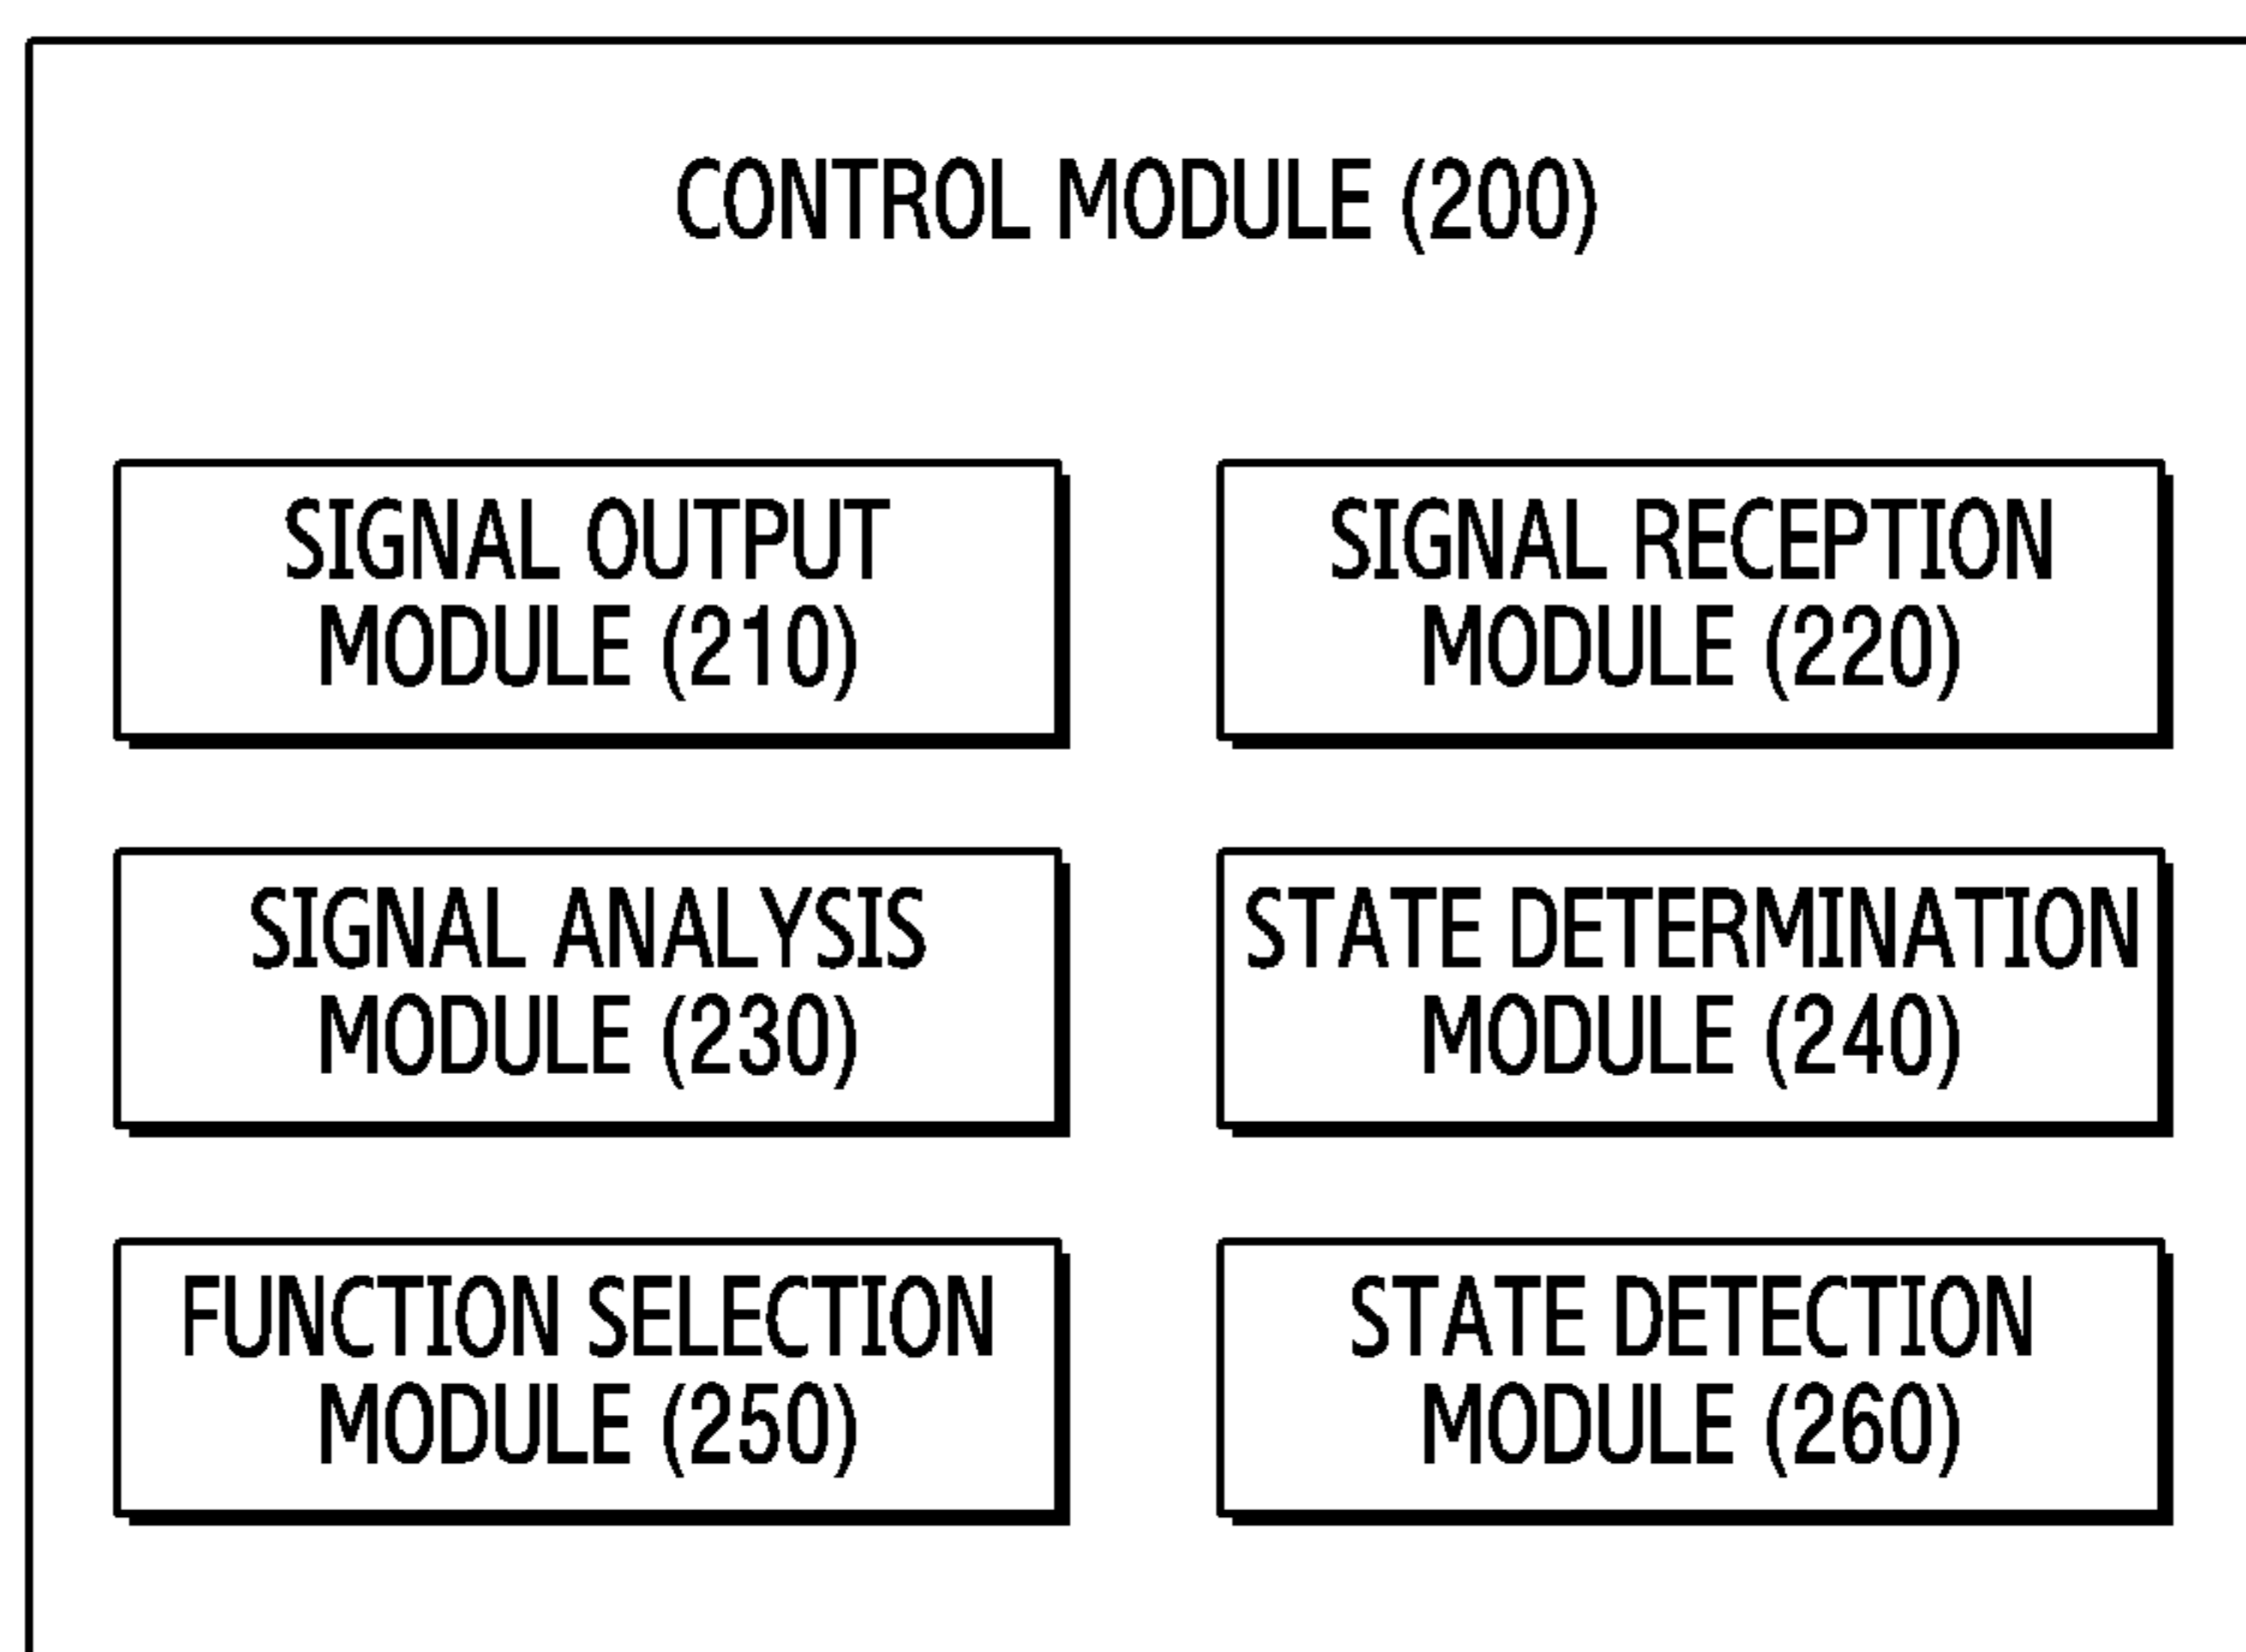 CONTROL MODULE (200)
SIGNAL OUTPUT
MODULE (210)
SIGNAL RECEPTION
MODULE (220)
SIGNAL ANALYSIS
MODULE (230)
STATE DETERMINATION
MODULE (240)
FUNCTION SELECTION
MODULE (250)
STATE DETECTION
MODULE (260)